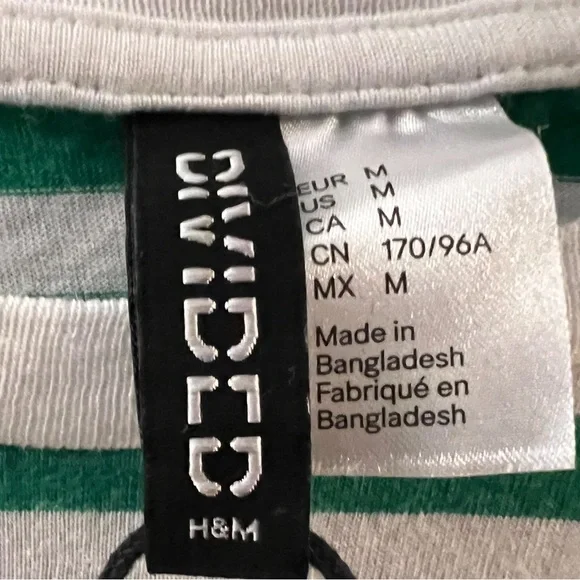 DIVIDED
H&M
EUR M
US M
CA M
CN 170/96A
MX M
Made in
Bangladesh
Fabriqué en
Bangladesh